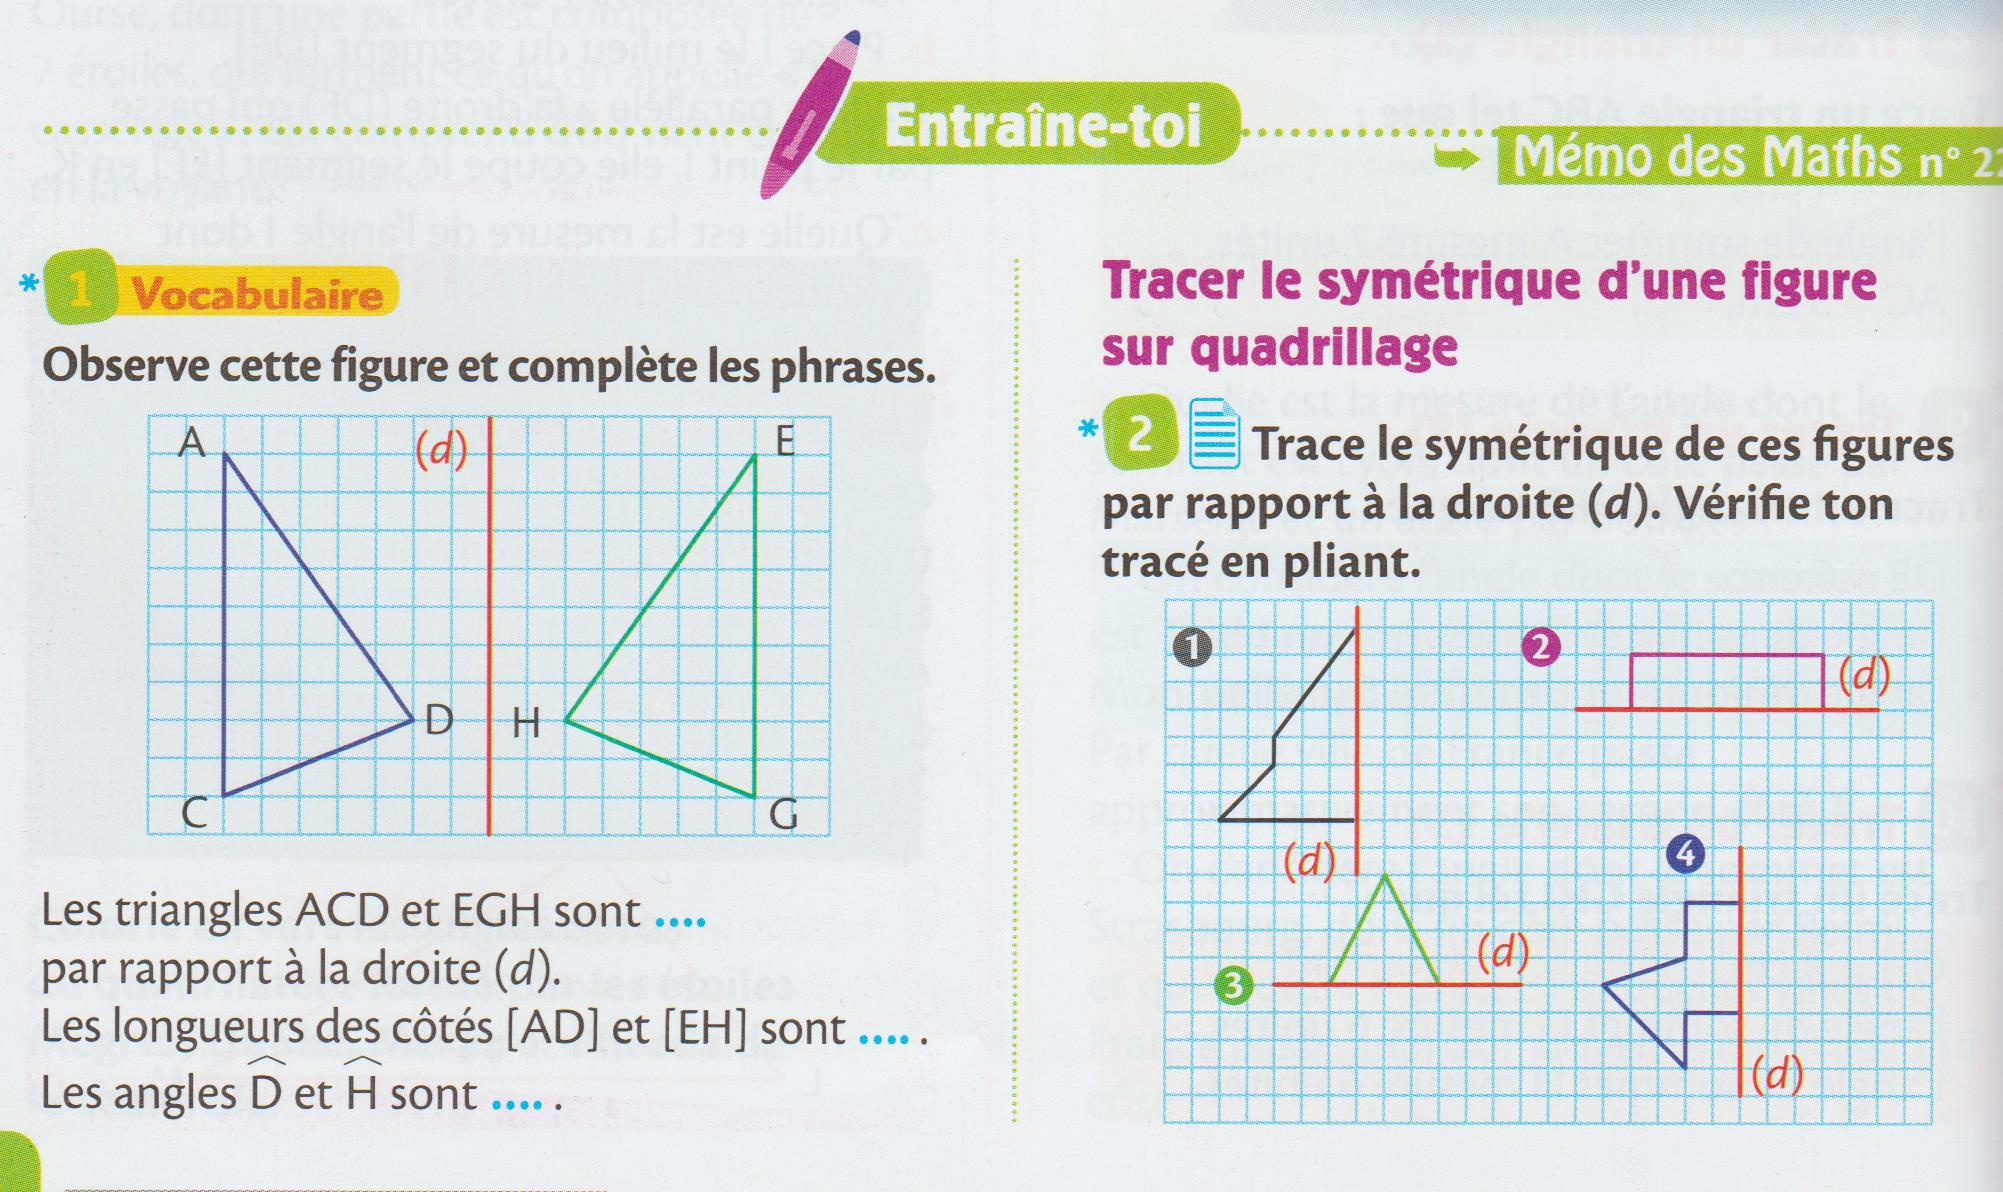 Entraîne-toi
Mémo des Maths n° 22
* 1 Vocabulaire
Observe cette figure et complète les phrases.
A
(d)
E
D
H
C
G
Les triangles ACD et EGH sont ....
par rapport à la droite (d).
Les longueurs des côtés [AD] et [EH] sont .... .
Les angles D̂ et Ĥ sont .... .
Tracer le symétrique d'une figure
sur quadrillage
* 2 Trace le symétrique de ces figures
par rapport à la droite (d). Vérifie ton
tracé en pliant.
1
2
(d)
(d)
4
3
(d)
(d)